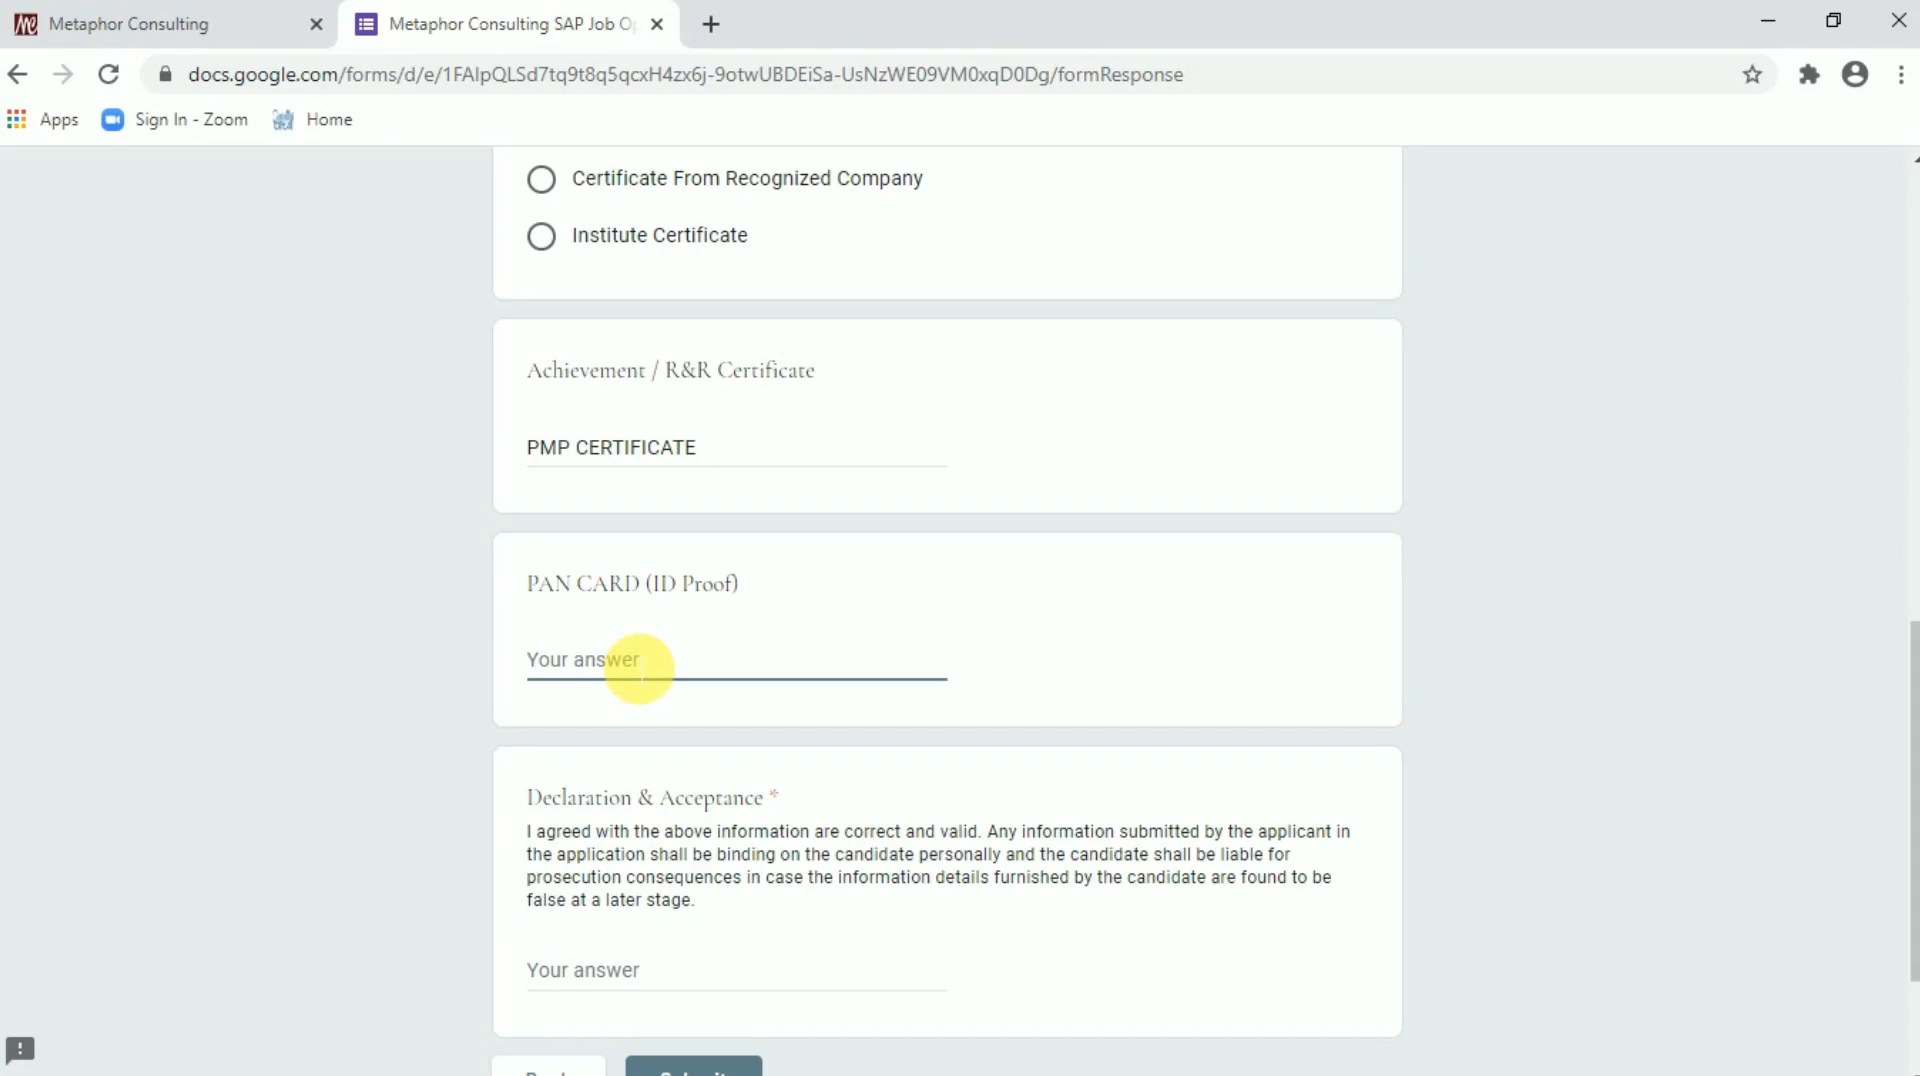 Metaphor Consulting
Metaphor Consulting SAP Job Op
docs.google.com/forms/d/e/1FAIpQLSd7tq9t8q5qcxH4zx6j-9otwUBDEiSa-UsNzWE09VM0xqD0Dg/formResponse
Apps
Sign In - Zoom
Home
Certificate From Recognized Company
Institute Certificate
Achievement / R&R Certificate
PMP CERTIFICATE
PAN CARD (ID Proof)
Your answer
Declaration & Acceptance *
I agreed with the above information are correct and valid. Any information submitted by the applicant in
the application shall be binding on the candidate personally and the candidate shall be liable for
prosecution consequences in case the information details furnished by the candidate are found to be
false at a later stage.
Your answer